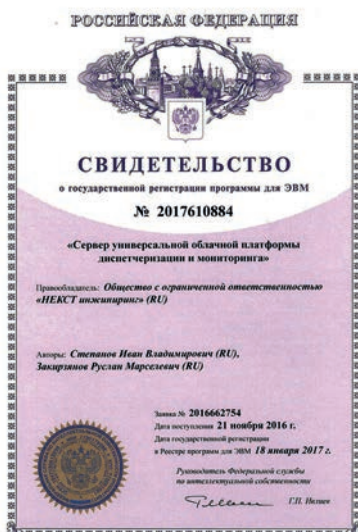 РОССИЙСКАЯ ФЕДЕРАЦИЯ
СВИДЕТЕЛЬСТВО
о государственной регистрации программы для ЭВМ
№ 2017610884
«Сервер универсальной облачной платформы
диспетчеризации и мониторинга»
Правообладатель: Общество с ограниченной ответственностью
«НЕКСТ инжиниринг» (RU)
Авторы: Степанов Иван Владимирович (RU),
Закирзянов Руслан Марселевич (RU)
Заявка № 2016662754
Дата поступления 21 ноября 2016 г.
Дата государственной регистрации
в Реестре программ для ЭВМ 18 января 2017 г.
Руководитель Федеральной службы
по интеллектуальной собственности
Г.П. Ивлиев